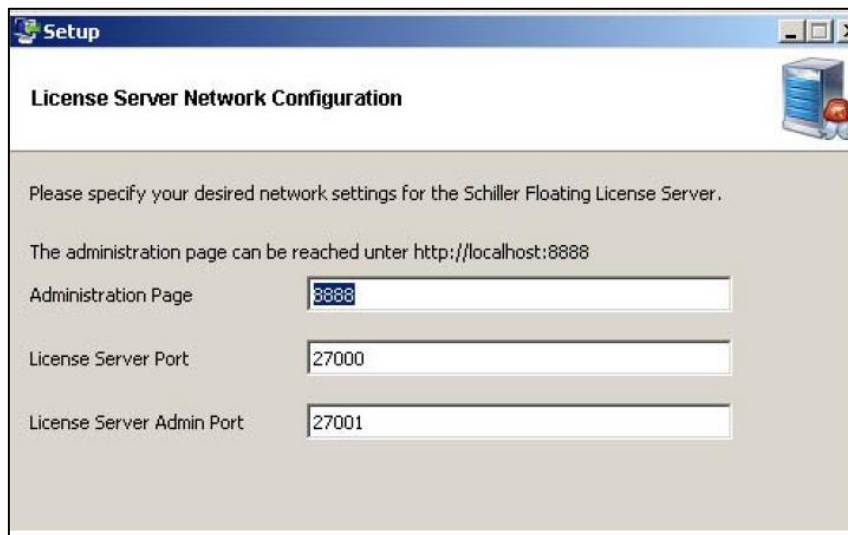 Setup
License Server Network Configuration
Please specify your desired network settings for the Schiller Floating License Server.
The administration page can be reached unter http://localhost:8888
Administration Page 8888
License Server Port 27000
License Server Admin Port 27001